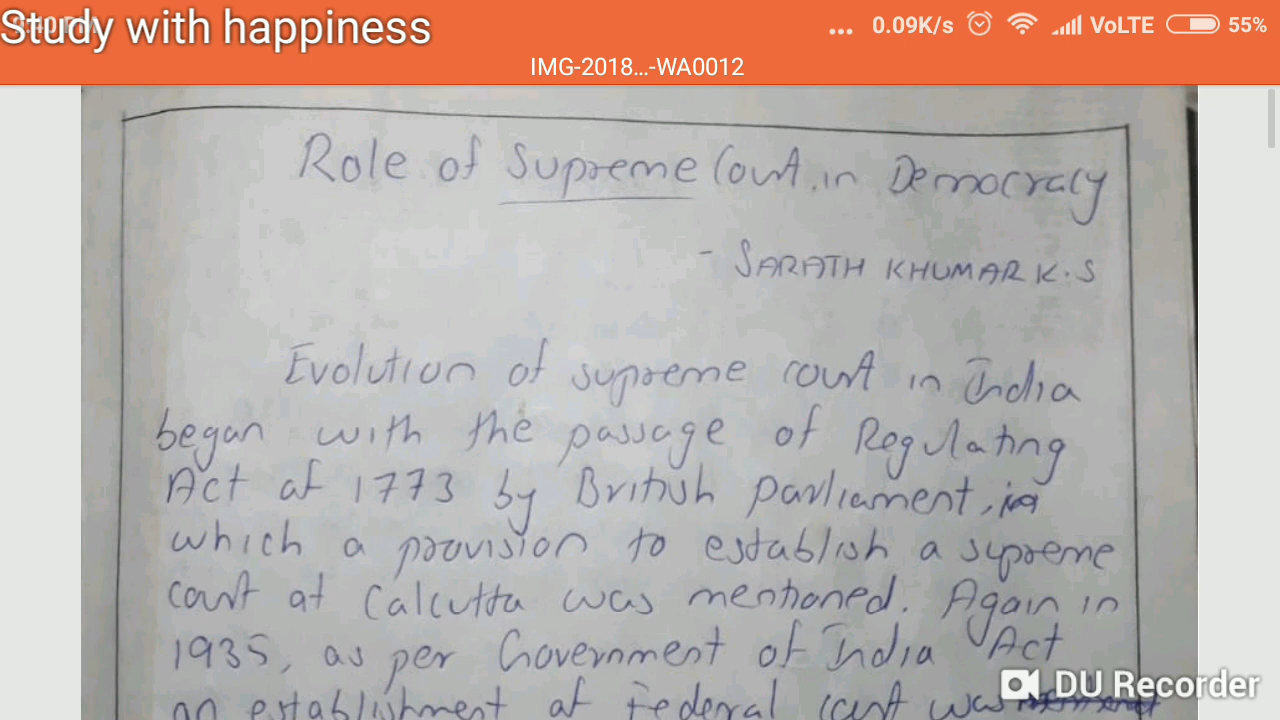 Study with happiness
... 0.09K/s VoLTE 55%
IMG-2018...-WA0012
Role of Supreme Court in Democracy
- SARATH KHUMAR K.S
Evolution of supreme court in India
began with the passage of Regulating
Act of 1773 by British parliament, in
which a provision to establish a supreme
court at Calcutta was mentioned. Again in
1935, as per Government of India Act
an establishment of Federal court was
DU Recorder